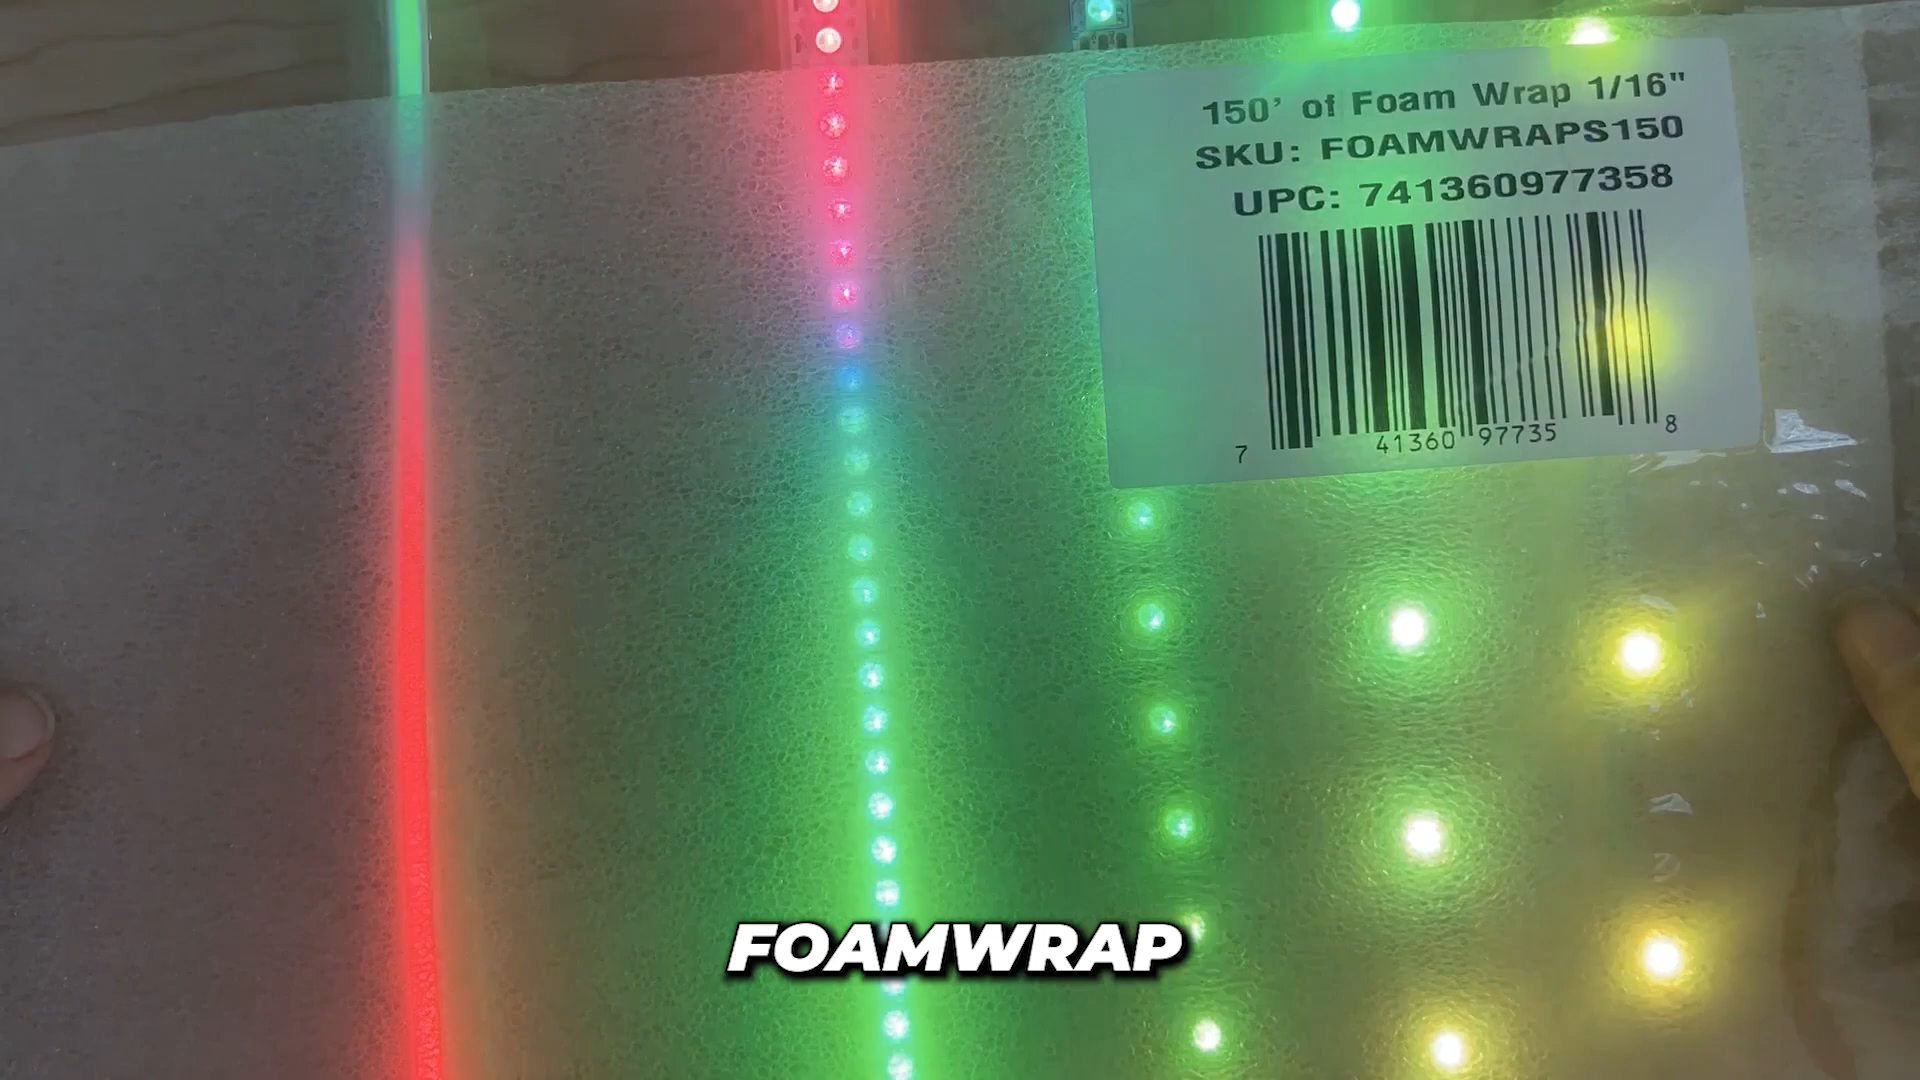 150’ of Foam Wrap 1/16"
SKU: FOAMWRAPS150
UPC: 741360977358
7 41360 97735 8
FOAMWRAP